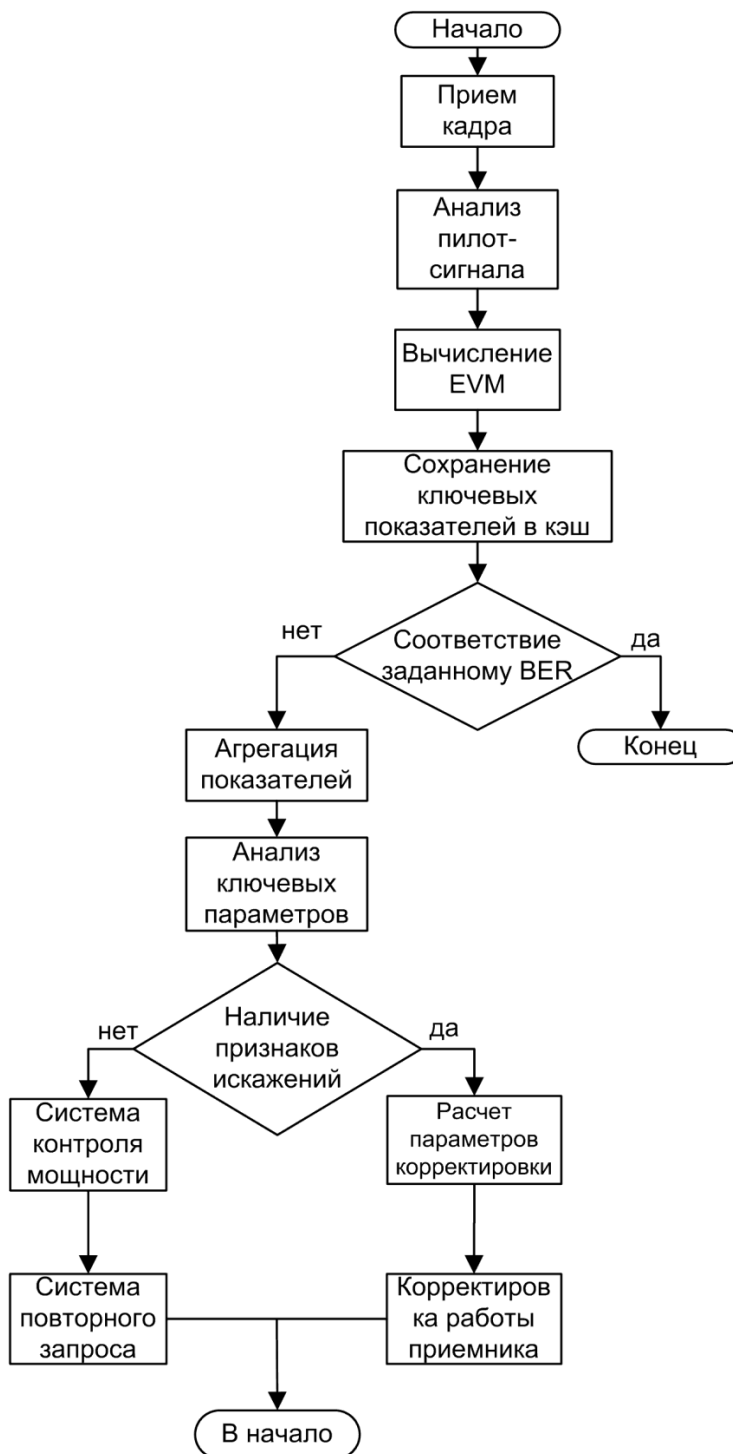 Начало
Прием
кадра
Анализ
пилот-
сигнала
Вычисление
EVM
Сохранение
ключевых
показателей в кэш
нет
Соответствие
заданному BER
да
Конец
Агрегация
показателей
Анализ
ключевых
параметров
нет
Наличие
признаков
искажений
да
Система
контроля
мощности
Расчет
параметров
корректировки
Система
повторного
запроса
Корректиров
ка работы
приемника
В начало